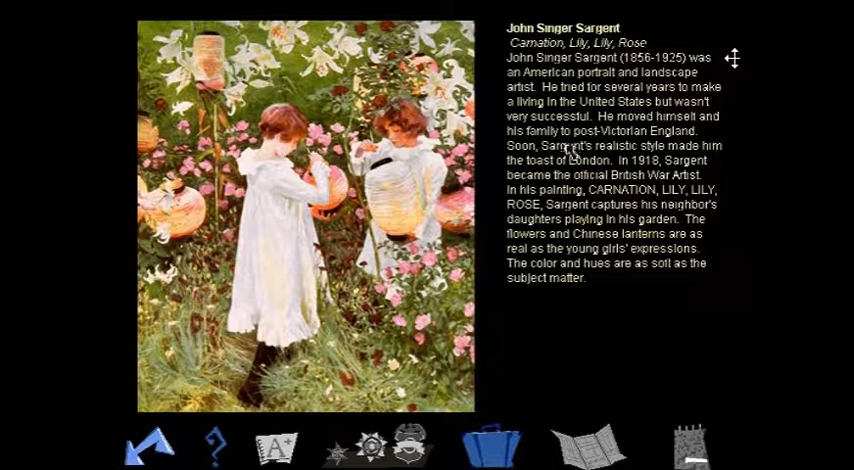 John Singer Sargent
Carnation, Lily, Lily, Rose
John Singer Sargent (1856-1925) was
an American portrait and landscape
artist. He tried for several years to make
a living in the United States but wasn't
very successful. He moved himself and
his family to post-Victorian England.
Soon, Sargent's realistic style made him
the toast of London. In 1918, Sargent
became the official British War Artist.
In his painting, CARNATION, LILY, LILY,
ROSE, Sargent captures his neighbor's
daughters playing in his garden. The
flowers and Chinese lanterns are as
real as the young girls' expressions.
The color and hues are as soft as the
subject matter.
?
A+